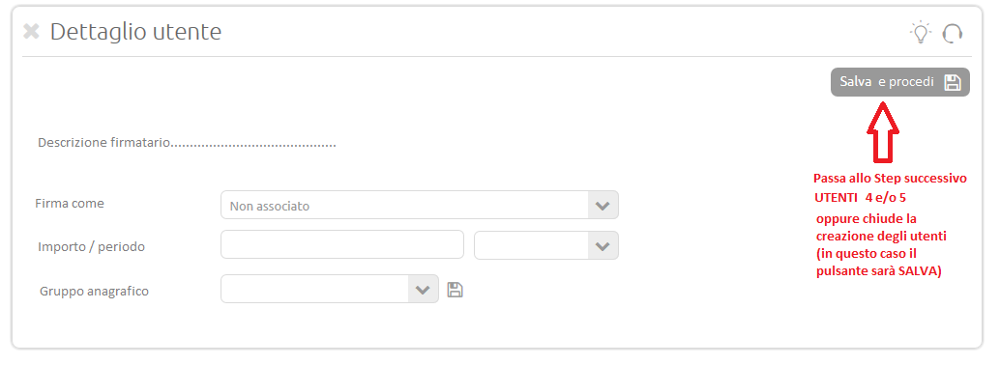 Dettaglio utente
Salva e procedi
Descrizione firmatario...........................................
Passa allo Step successivo
UTENTI 4 e/o 5
oppure chiude la
creazione degli utenti
(in questo caso il
pulsante sarà SALVA)
Firma come
Non associato
Importo / periodo
Gruppo anagrafico